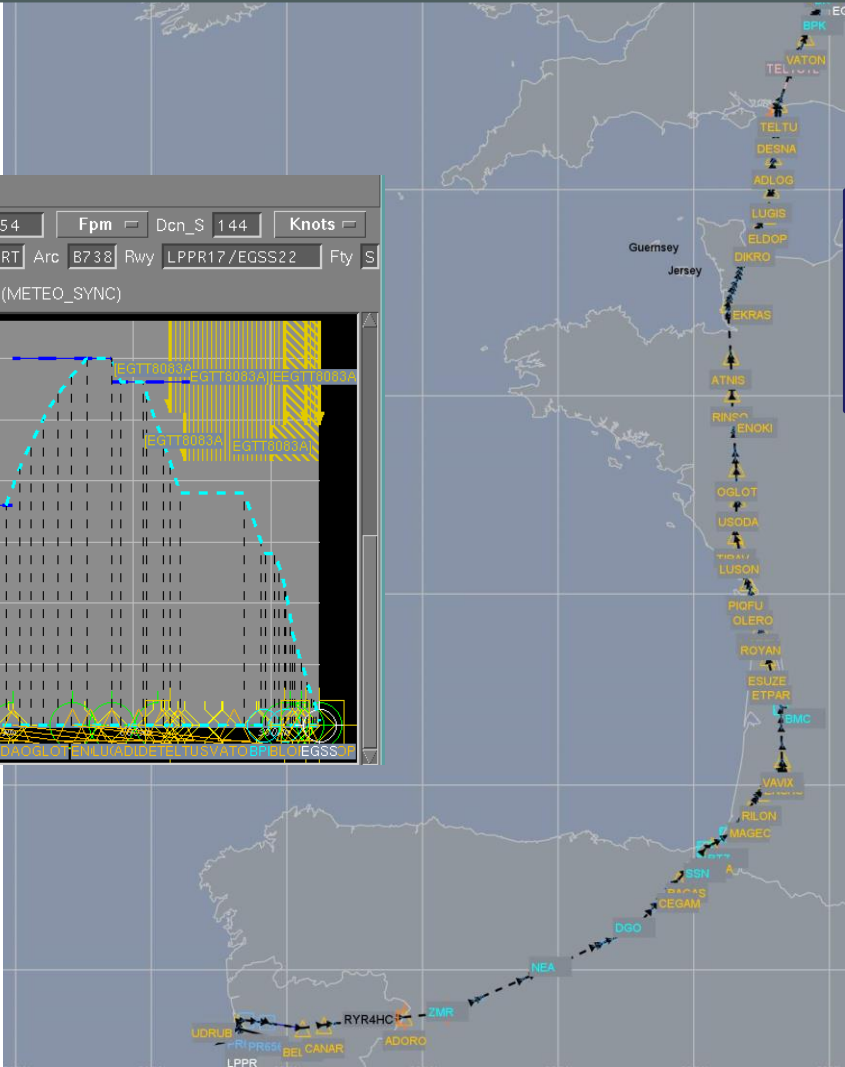 BPK
VATON
TELTU
DESNA
ADLOG
LUGIS
ELDOP
DIKRO
Guernsey
Jersey
EKRAS
ATNIS
ENOKI
OGLOT
USODA
LUSON
PIQFU
OLERO
ROYAN
ESUZE
ETPAR
BMC
VAVIX
RILON
MAGEC
SSN
CEGAM
DGO
NEA
ZMR
RYR4HC
ADORO
UDRUB
CANAR
LPPR
54 Fpm Dcn_S 144 Knots
RT Arc B738 Rwy LPPR17/EGSS22 Fty S
(METEO_SYNC)
EGTT8083A EGTT8083A EGTT8083A
EGTT8083A EGTT8083A
EGSS